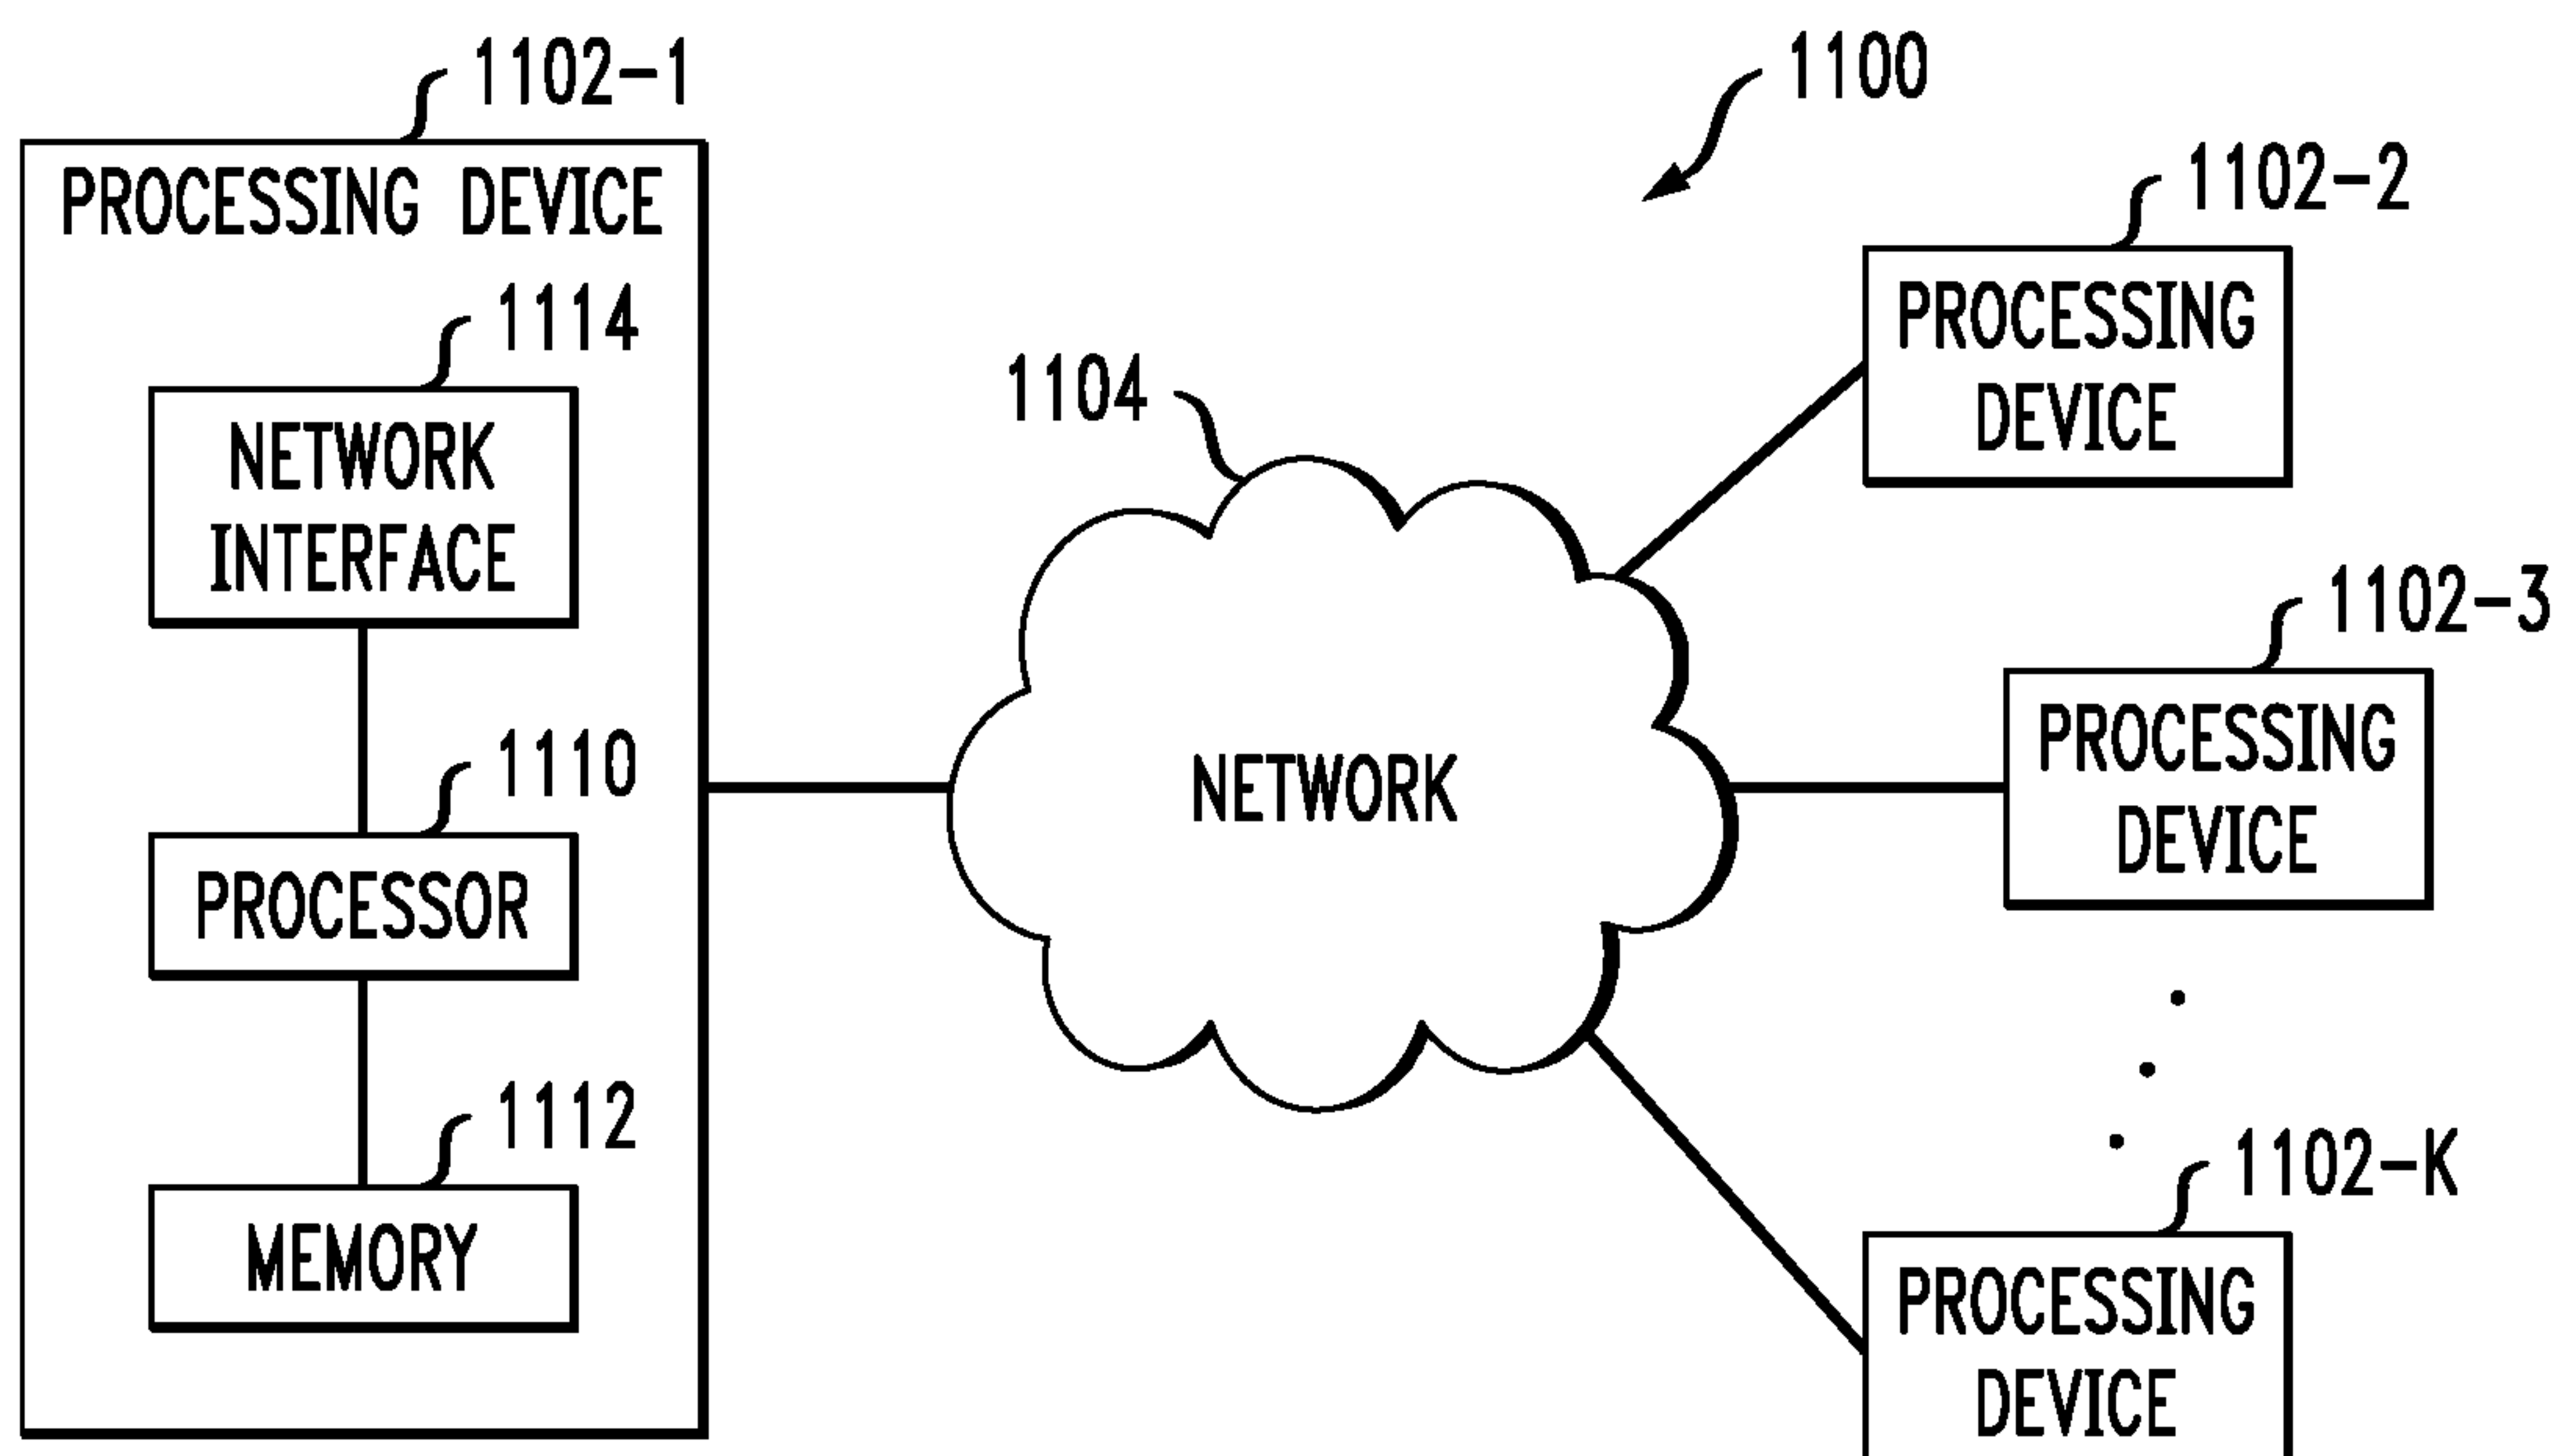 1102-1
PROCESSING DEVICE
1114
NETWORK
INTERFACE
1110
PROCESSOR
1112
MEMORY
1100
1104
NETWORK
1102-2
PROCESSING
DEVICE
1102-3
PROCESSING
DEVICE
1102-K
PROCESSING
DEVICE